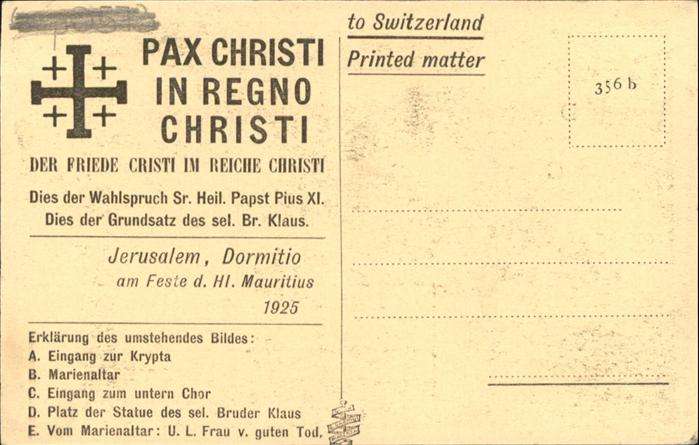 PAX CHRISTI
IN REGNO
CHRISTI
DER FRIEDE CRISTI IM REICHE CHRISTI
Dies der Wahlspruch Sr. Heil. Papst Pius XI.
Dies der Grundsatz des sel. Br. Klaus.
Jerusalem, Dormitio
am Feste d. Hl. Mauritius
1925
Erklärung des umstehendes Bildes:
A. Eingang zur Krypta
B. Marienaltar
C. Eingang zum untern Chor
D. Platz der Statue des sel. Bruder Klaus
E. Vom Marienaltar: U. L. Frau v. guten Tod.
to Switzerland
Printed matter
356 b